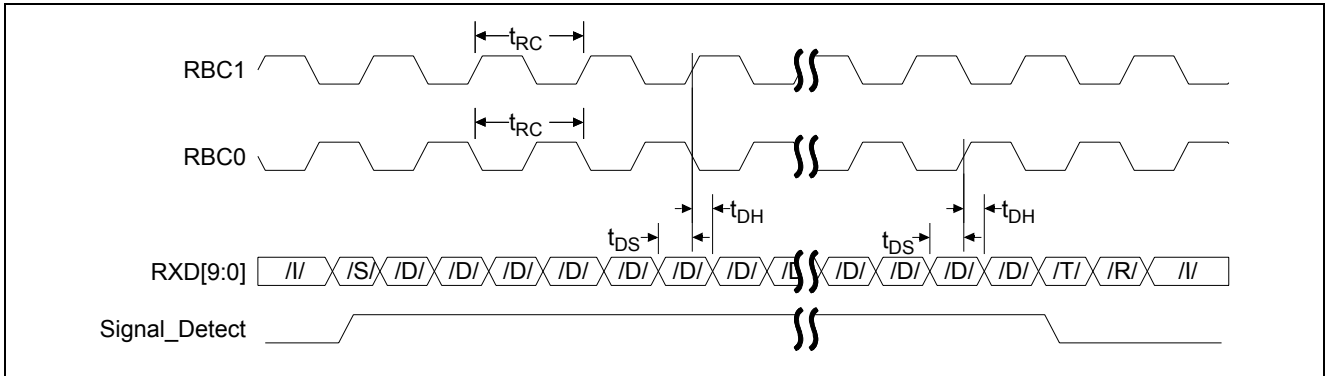 tRC
RBC1
tRC
RBC0
tDH tDH
tDS tDS
RXD[9:0] /I/ /S/ /D/ /D/ /D/ /D/ /D/ /D/ /D/ /D /D/ /D/ /D/ /D/ /T/ /R/ /I/
Signal_Detect